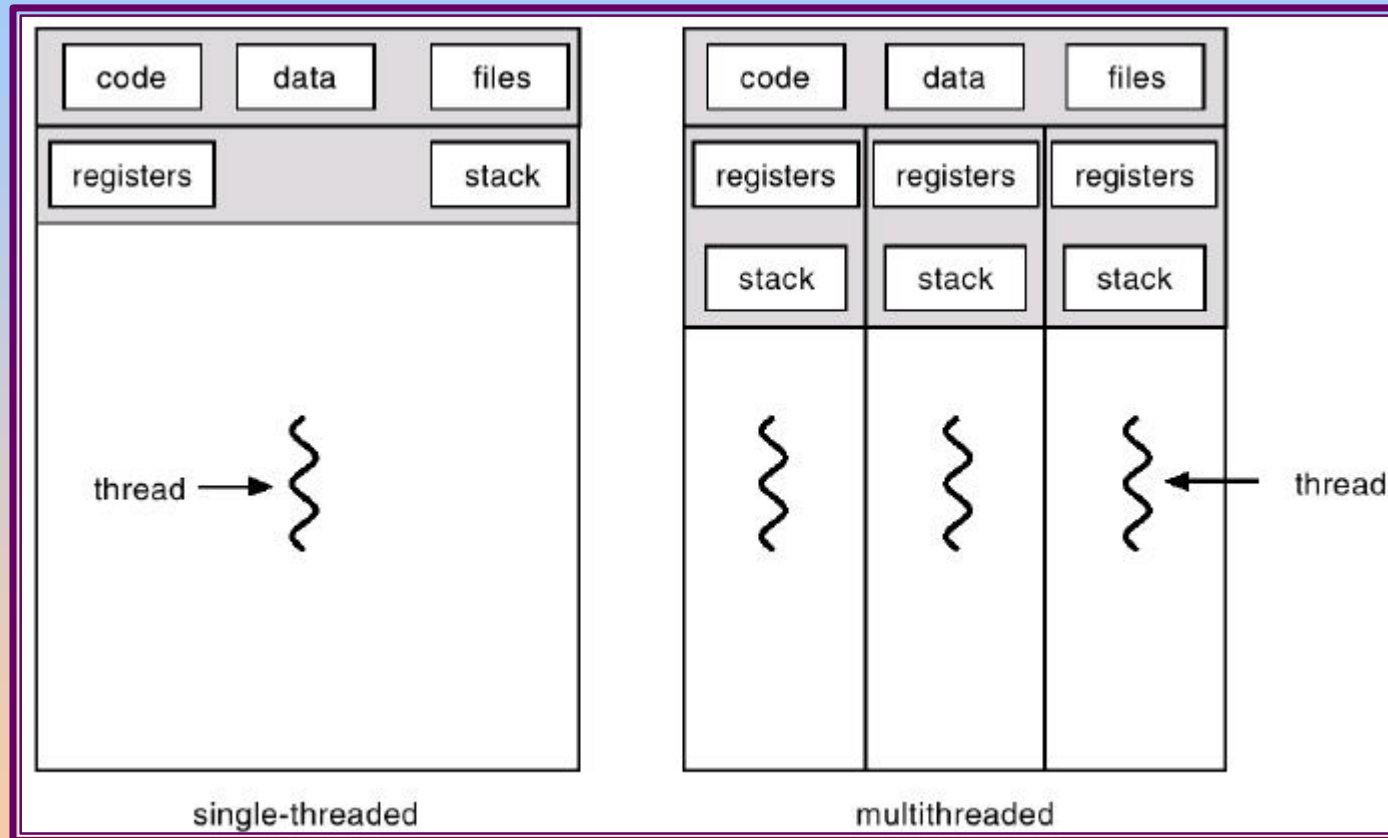 code data files
registers stack
thread
single-threaded
code data files
registers registers registers
stack stack stack
thread
multithreaded